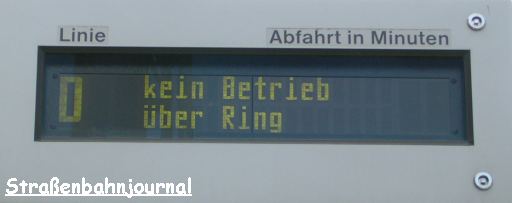 Linie Abfahrt in Minuten
D kein Betrieb
über Ring
Straßenbahnjournal